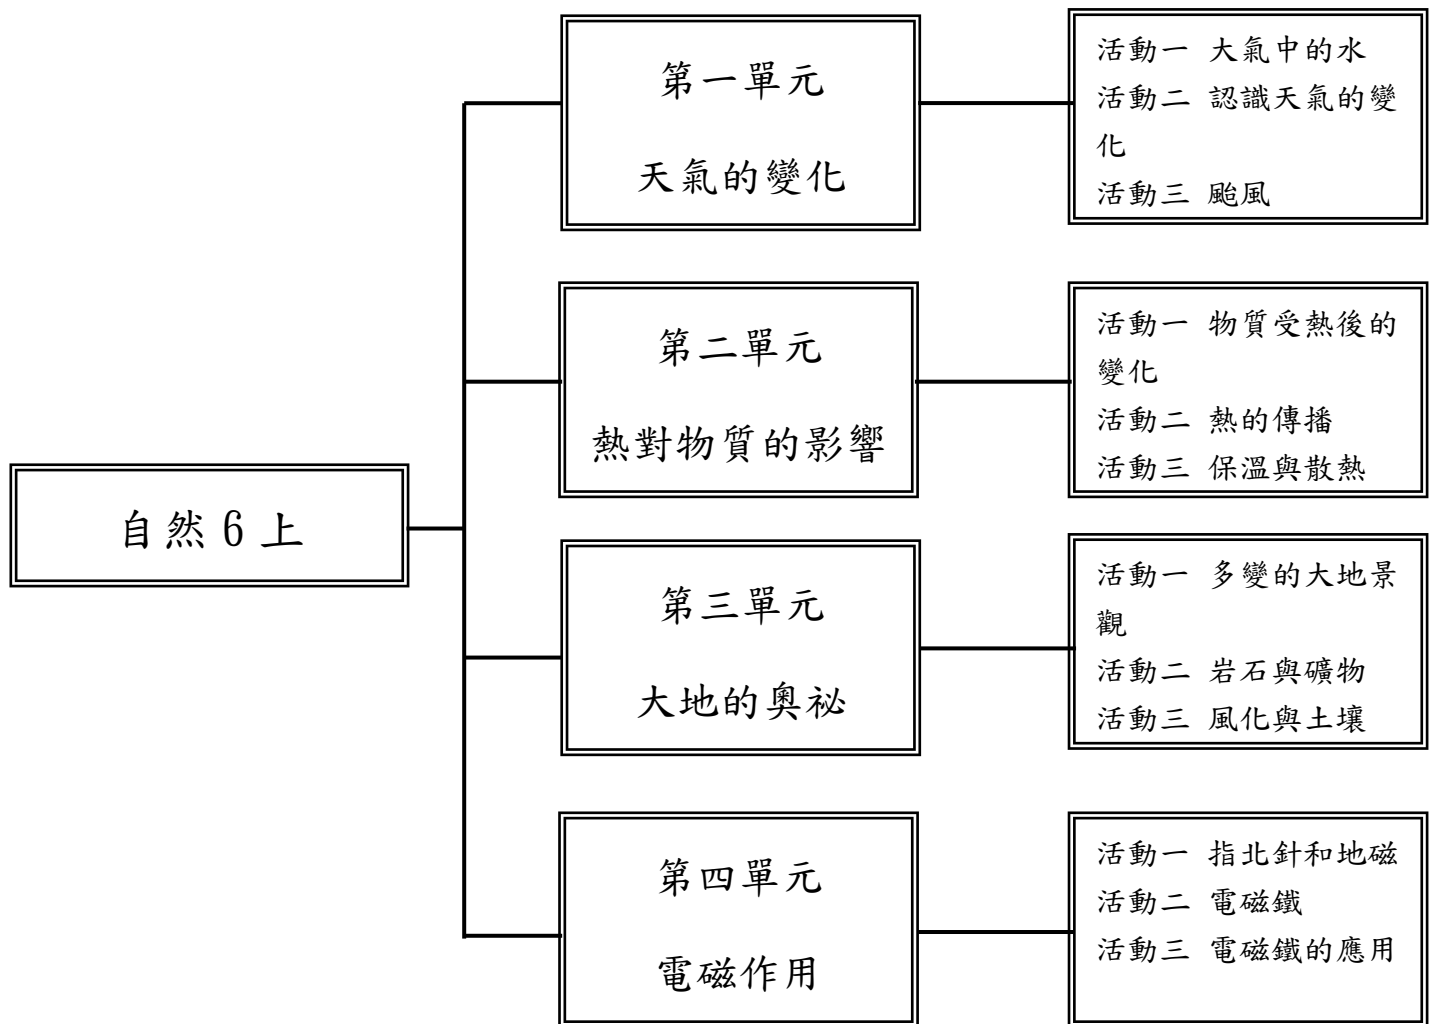 第一單元
天氣的變化
活動一 大氣中的水
活動二 認識天氣的變
化
活動三 颱風
第二單元
熱對物質的影響
活動一 物質受熱後的
變化
活動二 熱的傳播
活動三 保溫與散熱
自然 6 上
第三單元
大地的奧祕
活動一 多變的大地景
觀
活動二 岩石與礦物
活動三 風化與土壤
第四單元
電磁作用
活動一 指北針和地磁
活動二 電磁鐵
活動三 電磁鐵的應用